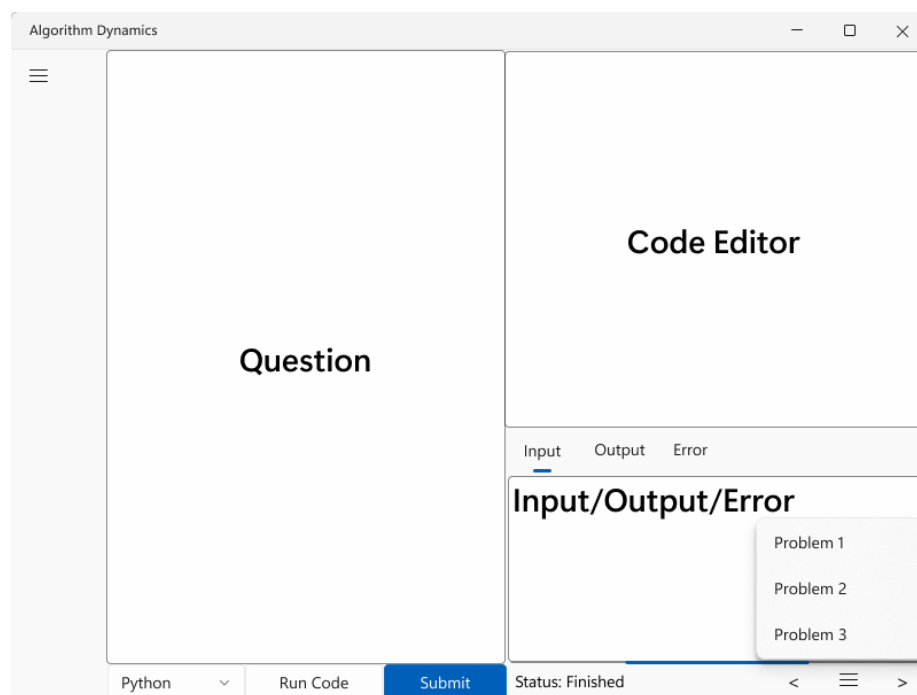 Algorithm Dynamics
Question
Code Editor
Input Output Error
Input/Output/Error
Problem 1
Problem 2
Problem 3
Python Run Code Submit Status: Finished < >